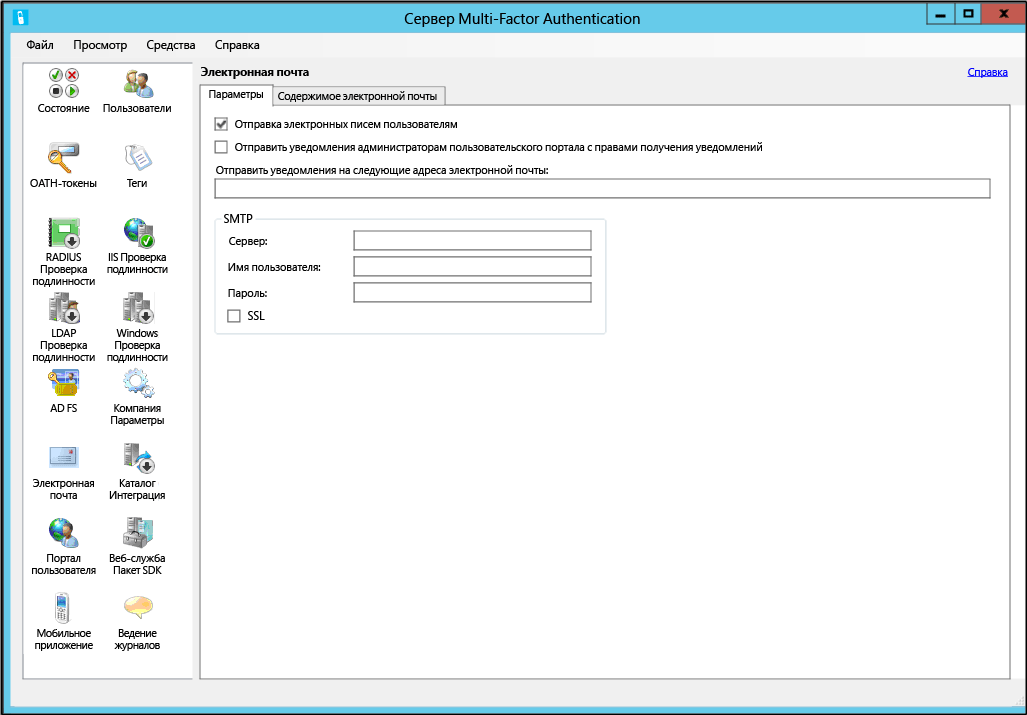 Сервер Multi-Factor Authentication
Файл Просмотр Средства Справка
Состояние
Пользователи
OATH-токены
Теги
RADIUS
Проверка
подлинности
IIS Проверка
подлинности
LDAP
Проверка
подлинности
Windows
Проверка
подлинности
AD FS
Компания
Параметры
Электронная
почта
Каталог
Интеграция
Портал
пользователя
Веб-служба
Пакет SDK
Мобильное
приложение
Ведение
журналов
Электронная почта
Справка
Параметры
Содержимое электронной почты
Отправка электронных писем пользователям
Отправить уведомления администраторам пользовательского портала с правами получения уведомлений
Отправить уведомления на следующие адреса электронной почты:
SMTP
Сервер:
Имя пользователя:
Пароль:
SSL